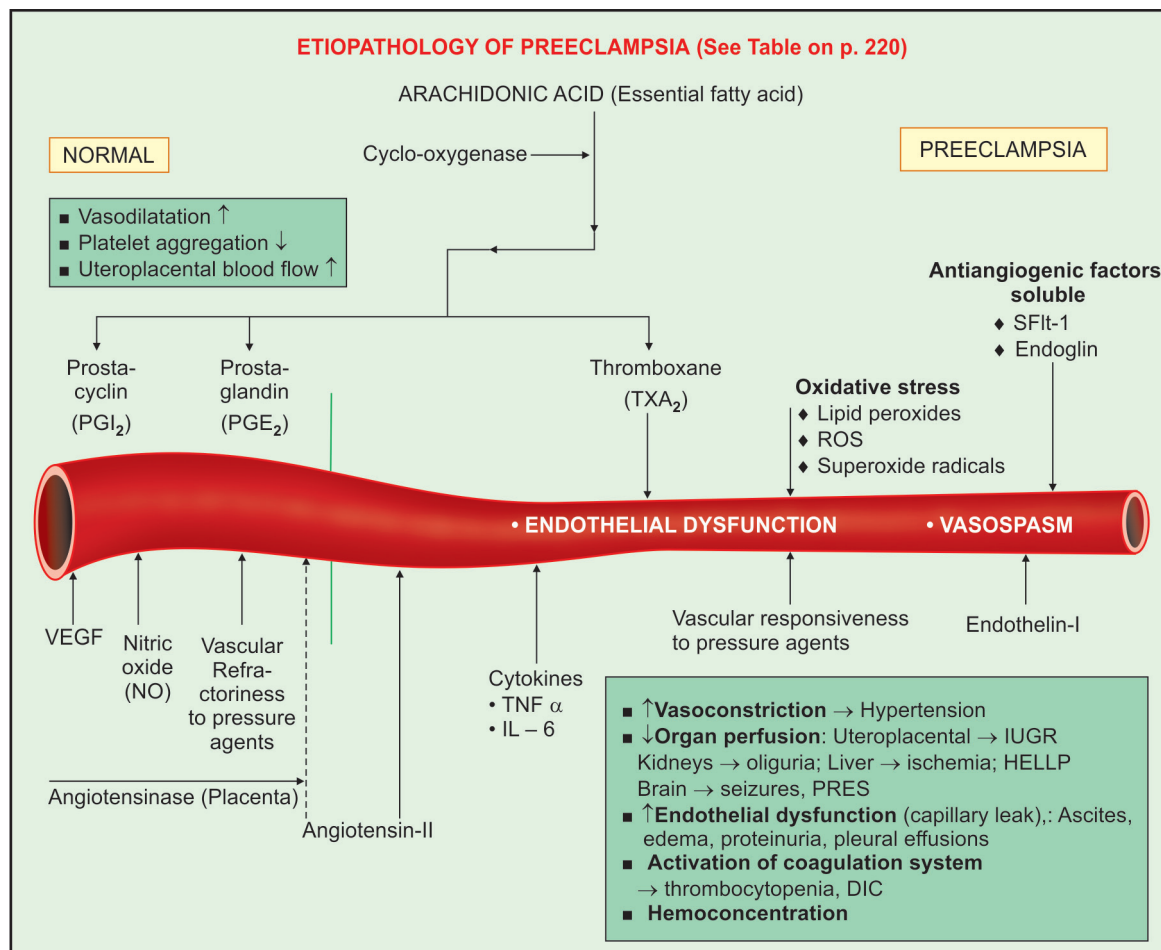 ETIOPATHOLOGY OF PREECLAMPSIA (See Table on p. 220)
ARACHIDONIC ACID (Essential fatty acid)
NORMAL
Cyclo-oxygenase
PREECLAMPSIA
■ Vasodilatation ↑
■ Platelet aggregation ↓
■ Uteroplacental blood flow ↑
Antiangiogenic factors
soluble
♦ SFlt-1
♦ Endoglin
Prosta-
cyclin
(PGI₂)
Prosta-
glandin
(PGE₂)
Thromboxane
(TXA₂)
Oxidative stress
♦ Lipid peroxides
♦ ROS
♦ Superoxide radicals
• ENDOTHELIAL DYSFUNCTION
• VASOSPASM
VEGF
Nitric
oxide
(NO)
Vascular
Refra-
ctoriness
to pressure
agents
Cytokines
• TNF α
• IL – 6
Vascular responsiveness
to pressure agents
Endothelin-I
Angiotensinase (Placenta)
Angiotensin-II
■ ↑Vasoconstriction → Hypertension
■ ↓Organ perfusion: Uteroplacental → IUGR
Kidneys → oliguria; Liver → ischemia; HELLP
Brain → seizures, PRES
■ ↑Endothelial dysfunction (capillary leak),: Ascites,
edema, proteinuria, pleural effusions
■ Activation of coagulation system
→ thrombocytopenia, DIC
■ Hemoconcentration